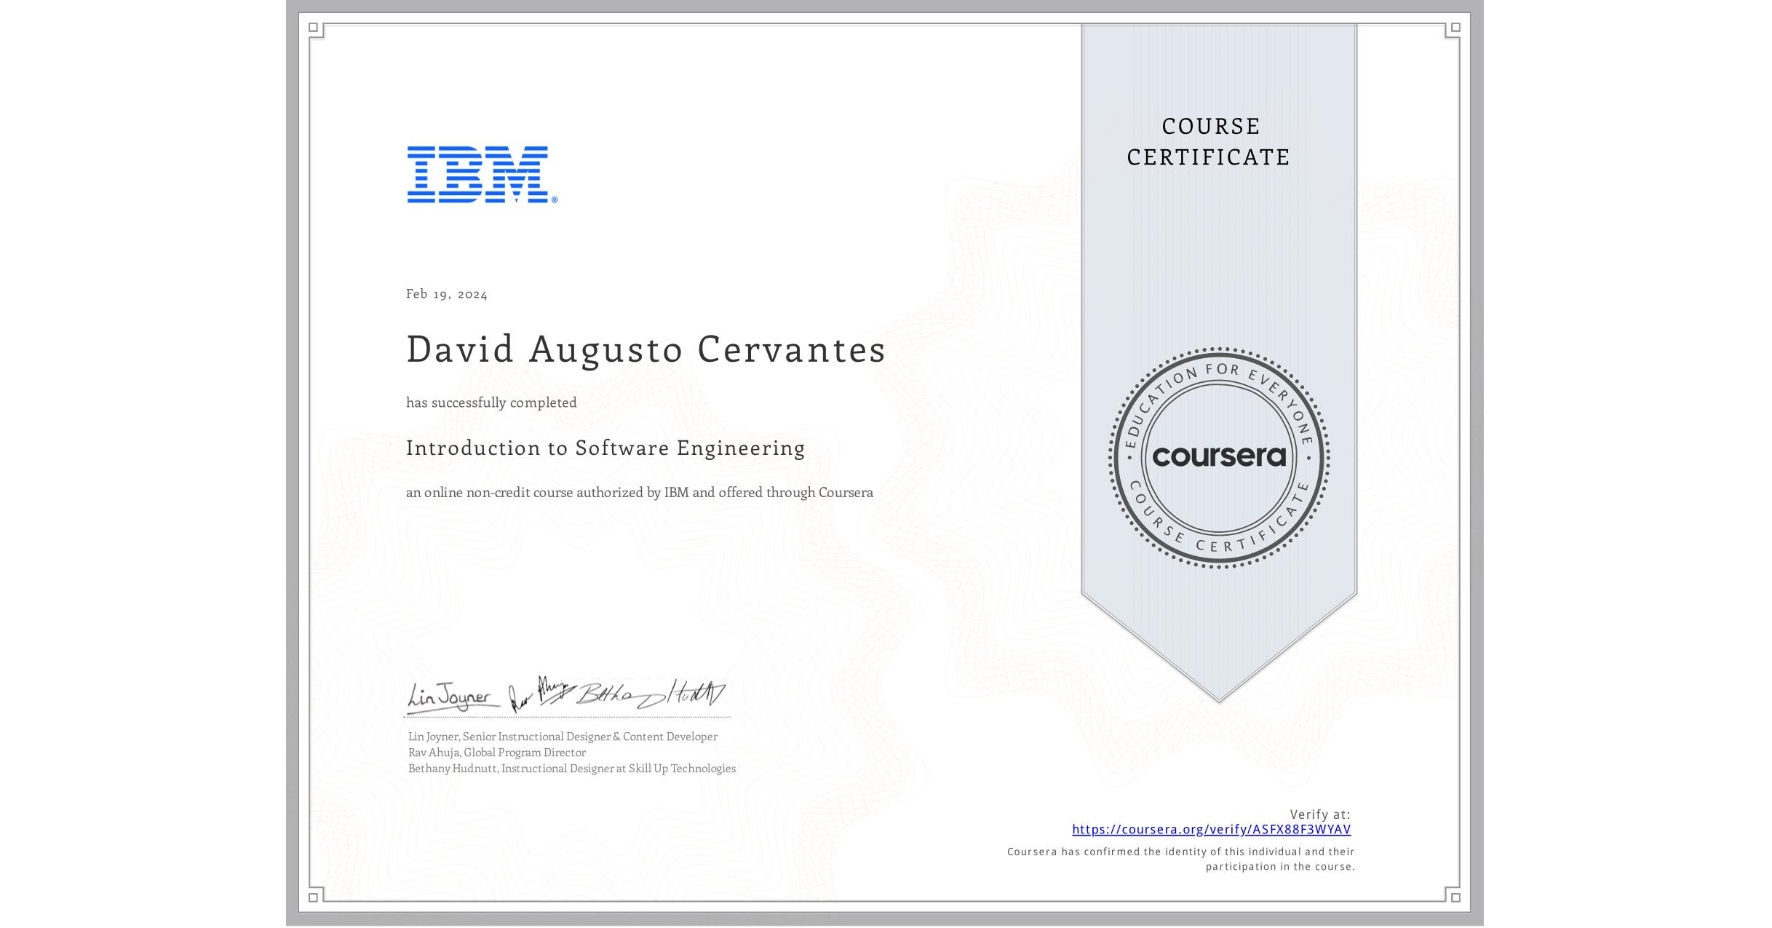 COURSE
CERTIFICATE
IBM®
Feb 19, 2024
David Augusto Cervantes
has successfully completed
Introduction to Software Engineering
an online non-credit course authorized by IBM and offered through Coursera
EDUCATION FOR EVERYONE
coursera
COURSE CERTIFICATE
Lin Joyner
Lin Joyner, Senior Instructional Designer & Content Developer
Rav Ahuja, Global Program Director
Bethany Hudnutt, Instructional Designer at Skill Up Technologies
Verify at:
https://coursera.org/verify/ASFX88F3WYAV
Coursera has confirmed the identity of this individual and their
participation in the course.